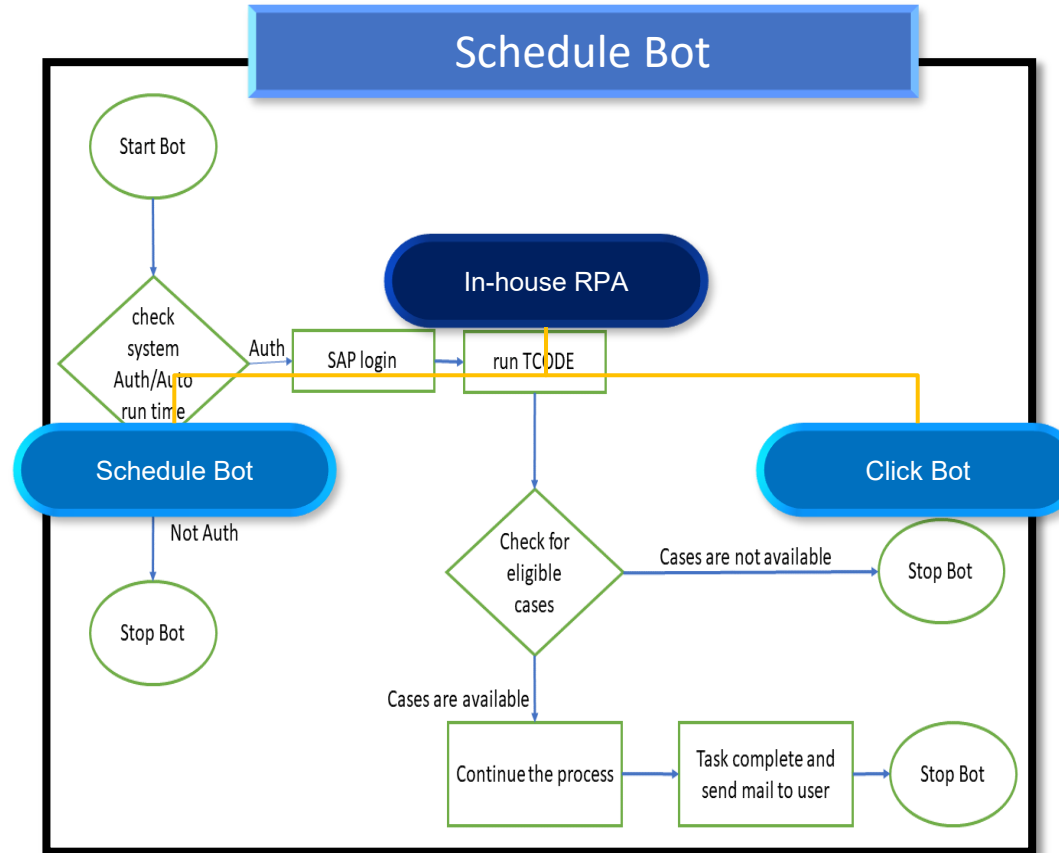 Schedule Bot
Start Bot
In-house RPA
check
system
Auth/Auto
run time
Auth
SAP login
run TCODE
Schedule Bot
Click Bot
Not Auth
Check for
eligible
cases
Cases are not available
Stop Bot
Stop Bot
Cases are available
Continue the process
Task complete and
send mail to user
Stop Bot